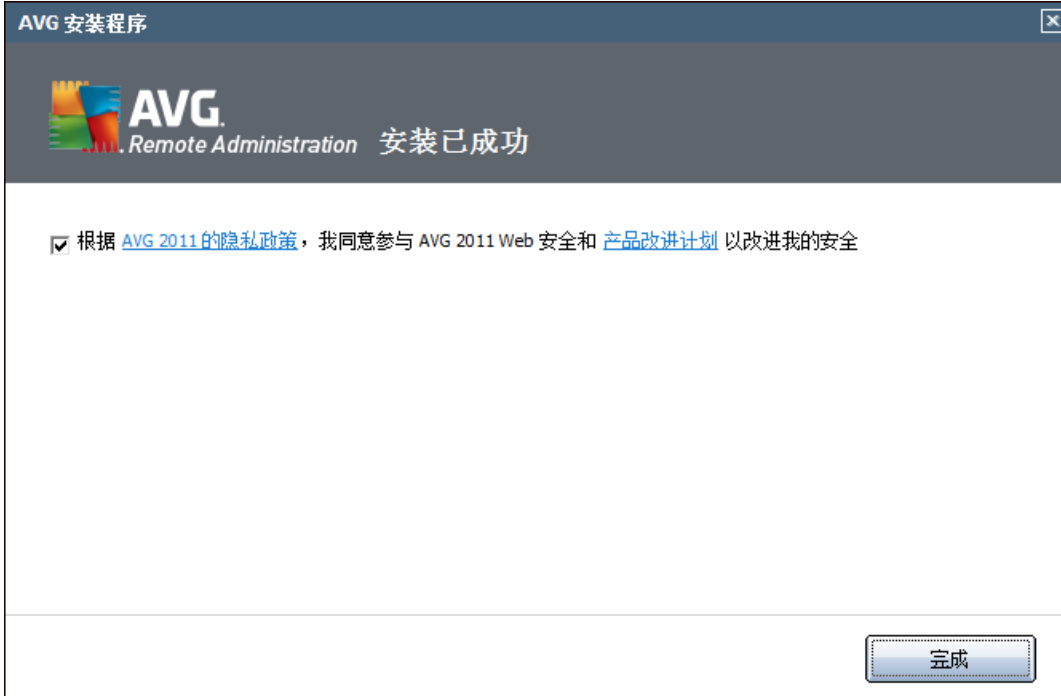 AVG 安装程序
AVG.
Remote Administration 安装已成功
根据 AVG 2011 的隐私政策，我同意参与 AVG 2011 Web 安全和 产品改进计划 以改进我的安全
完成